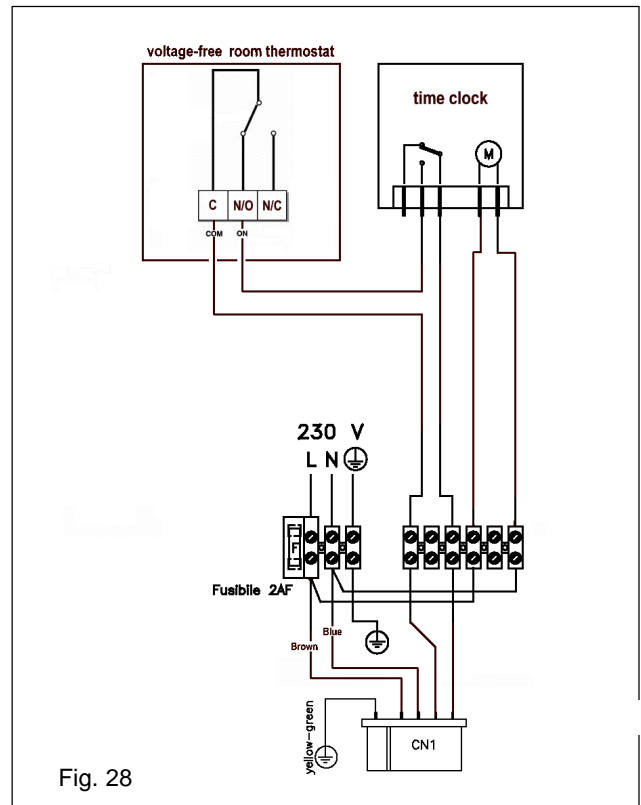 voltage-free room thermostat
time clock
M
C N/O N/C
COM ON
230 V
L N
F
Fusibile 2AF
Blue
Brown
yellow-green
CN1
Fig. 28